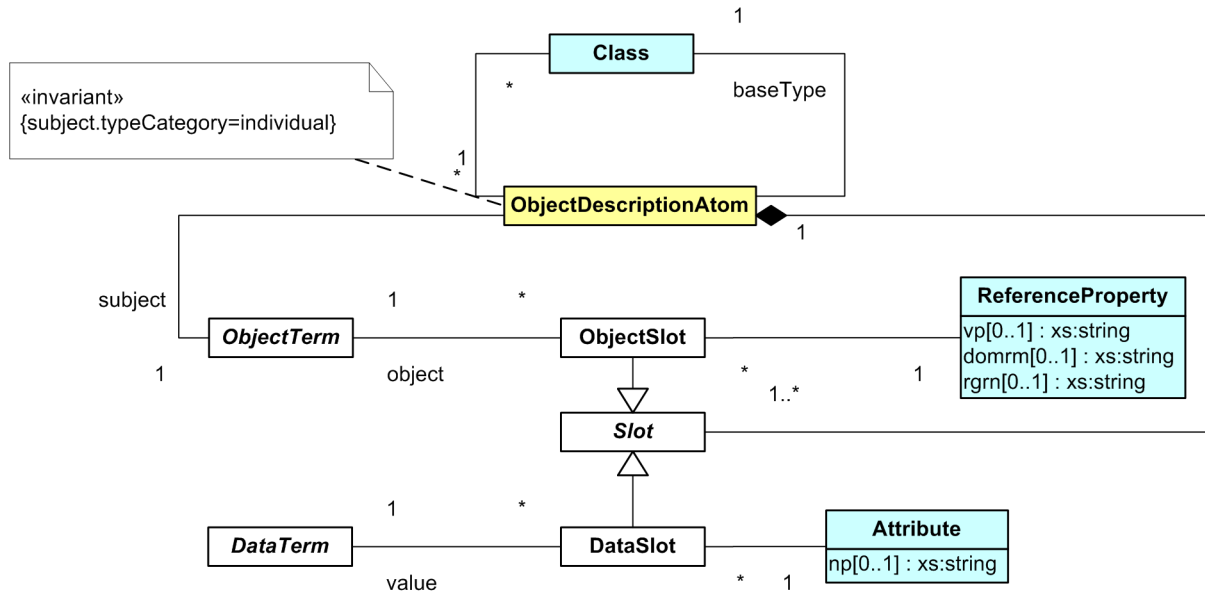 1
Class
*
baseType
«invariant»
{subject.typeCategory=individual}
1
*
ObjectDescriptionAtom
1
subject
1
*
ReferenceProperty
vp[0..1] : xs:string
domrm[0..1] : xs:string
rgrn[0..1] : xs:string
ObjectTerm
ObjectSlot
1
object
*
1
1..*
Slot
1
*
Attribute
np[0..1] : xs:string
DataTerm
DataSlot
value
*
1